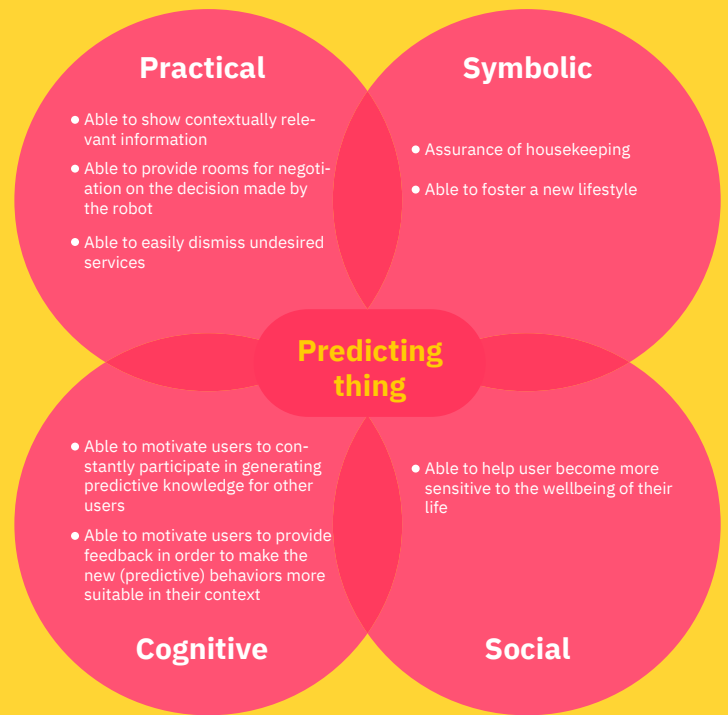 Practical
● Able to show contextually rele-
vant information
● Able to provide rooms for negoti-
ation on the decision made by
the robot
● Able to easily dismiss undesired
services
Symbolic
● Assurance of housekeeping
● Able to foster a new lifestyle
Predicting
thing
● Able to motivate users to con-
stantly participate in generating
predictive knowledge for other
users
● Able to motivate users to provide
feedback in order to make the
new (predictive) behaviors more
suitable in their context
Cognitive
● Able to help user become more
sensitive to the wellbeing of their
life
Social